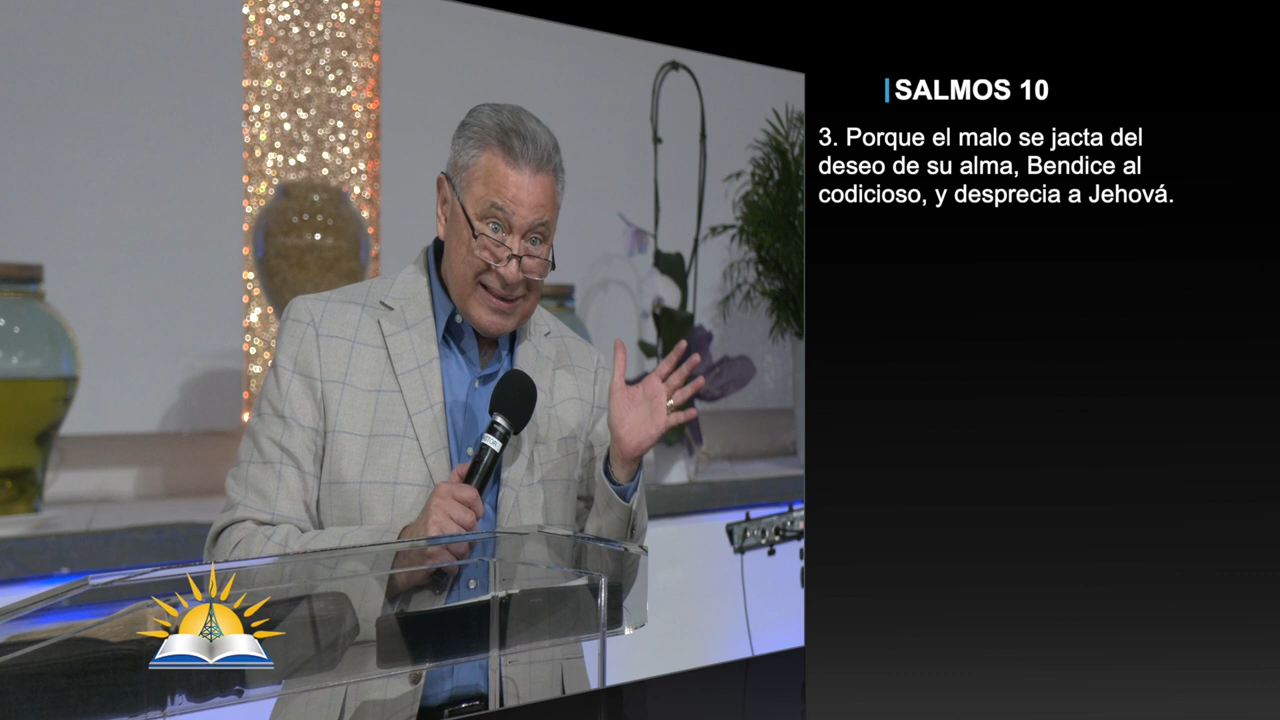 SALMOS 10
3. Porque el malo se jacta del
deseo de su alma, Bendice al
codicioso, y desprecia a Jehová.